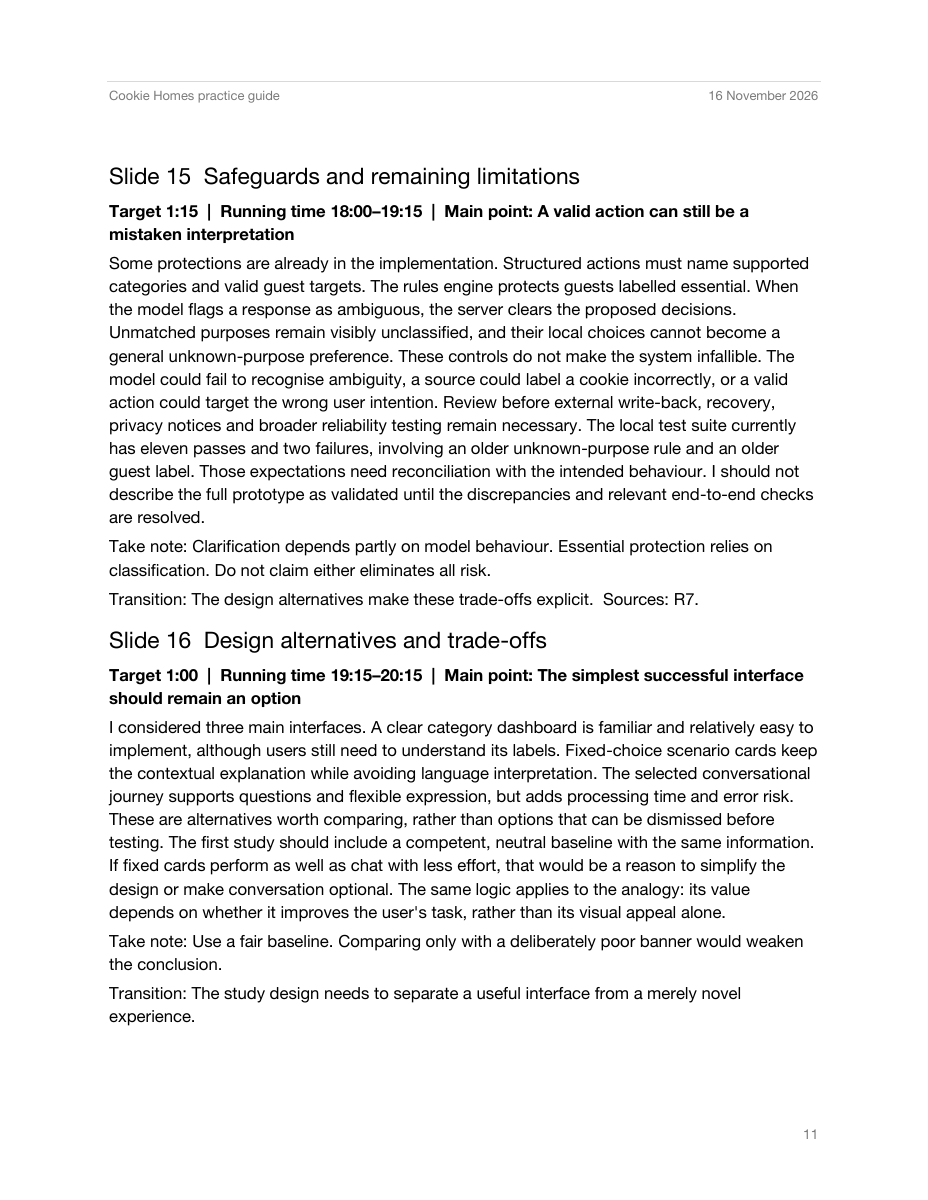 Cookie Homes practice guide
16 November 2026
Slide 15  Safeguards and remaining limitations
Target 1:15 | Running time 18:00–19:15 | Main point: A valid action can still be a
mistaken interpretation
Some protections are already in the implementation. Structured actions must name supported
categories and valid guest targets. The rules engine protects guests labelled essential. When
the model flags a response as ambiguous, the server clears the proposed decisions.
Unmatched purposes remain visibly unclassified, and their local choices cannot become a
general unknown-purpose preference. These controls do not make the system infallible. The
model could fail to recognise ambiguity, a source could label a cookie incorrectly, or a valid
action could target the wrong user intention. Review before external write-back, recovery,
privacy notices and broader reliability testing remain necessary. The local test suite currently
has eleven passes and two failures, involving an older unknown-purpose rule and an older
guest label. Those expectations need reconciliation with the intended behaviour. I should not
describe the full prototype as validated until the discrepancies and relevant end-to-end checks
are resolved.
Take note: Clarification depends partly on model behaviour. Essential protection relies on
classification. Do not claim either eliminates all risk.
Transition: The design alternatives make these trade-offs explicit.  Sources: R7.
Slide 16  Design alternatives and trade-offs
Target 1:00 | Running time 19:15–20:15 | Main point: The simplest successful interface
should remain an option
I considered three main interfaces. A clear category dashboard is familiar and relatively easy to
implement, although users still need to understand its labels. Fixed-choice scenario cards keep
the contextual explanation while avoiding language interpretation. The selected conversational
journey supports questions and flexible expression, but adds processing time and error risk.
These are alternatives worth comparing, rather than options that can be dismissed before
testing. The first study should include a competent, neutral baseline with the same information.
If fixed cards perform as well as chat with less effort, that would be a reason to simplify the
design or make conversation optional. The same logic applies to the analogy: its value
depends on whether it improves the user's task, rather than its visual appeal alone.
Take note: Use a fair baseline. Comparing only with a deliberately poor banner would weaken
the conclusion.
Transition: The study design needs to separate a useful interface from a merely novel
experience.
11